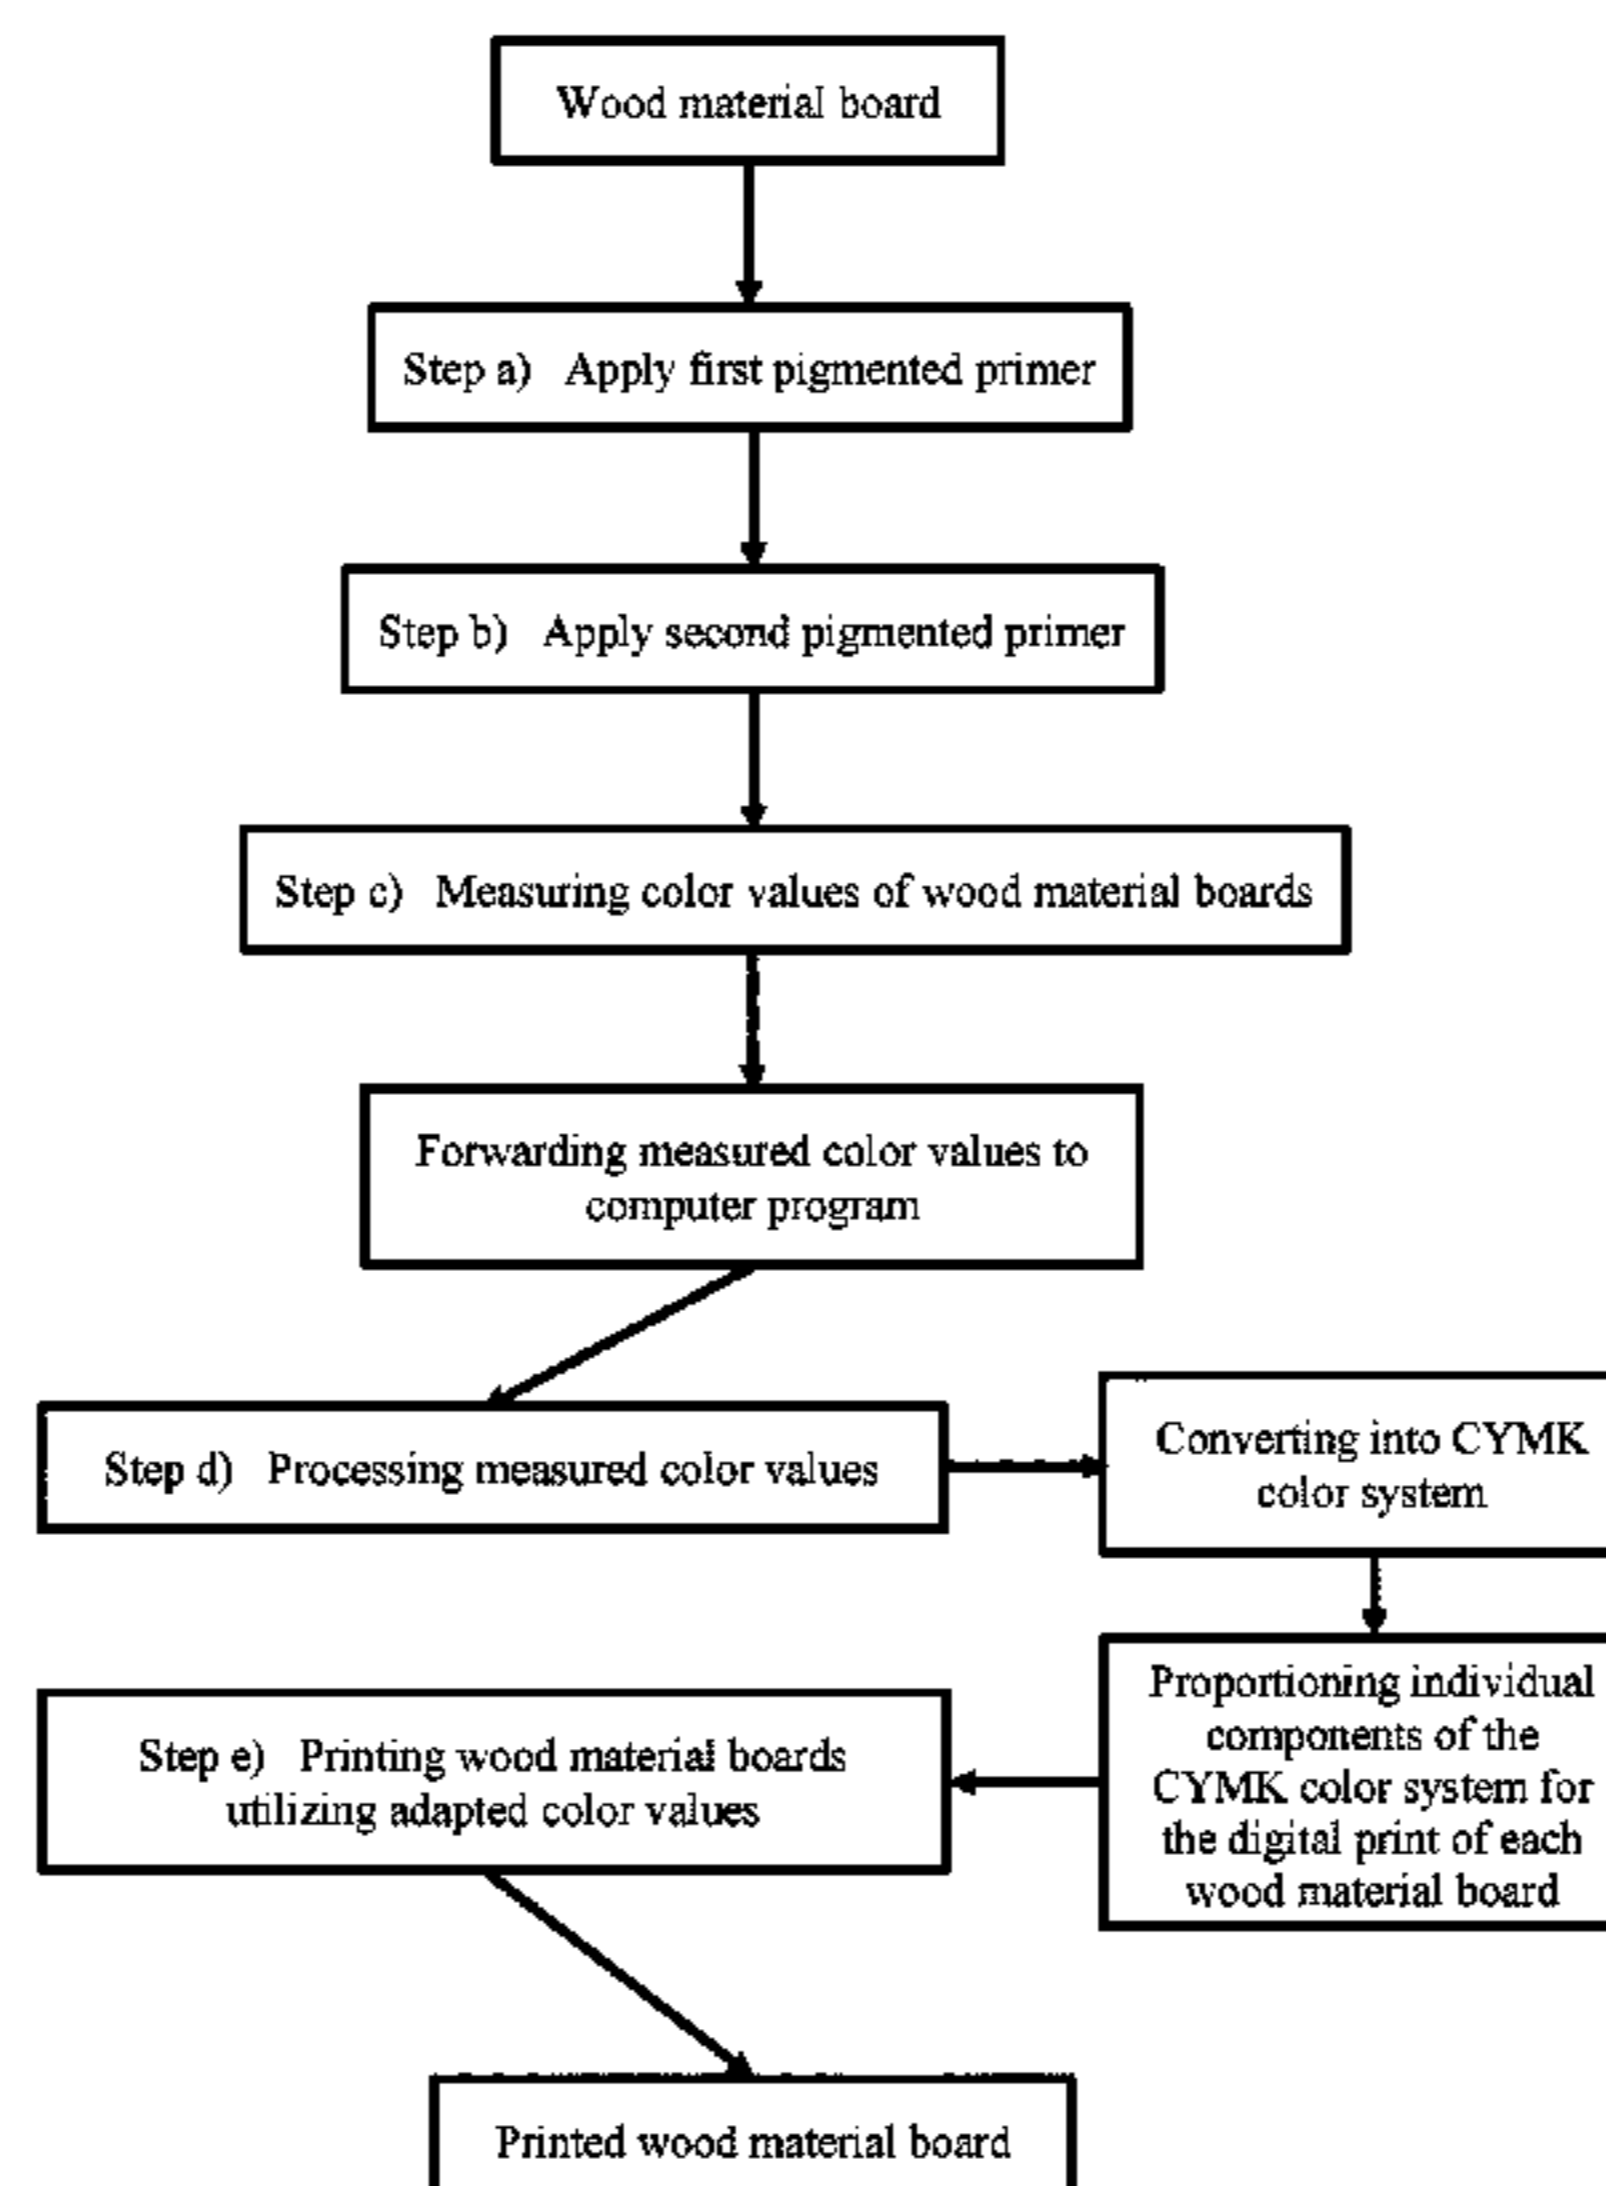 Wood material board
Step a) Apply first pigmented primer
Step b) Apply second pigmented primer
Step c) Measuring color values of wood material boards
Forwarding measured color values to
computer program
Step d) Processing measured color values
Converting into CYMK
color system
Proportioning individual
components of the
CYMK color system for
the digital print of each
wood material board
Step e) Printing wood material boards
utilizing adapted color values
Printed wood material board